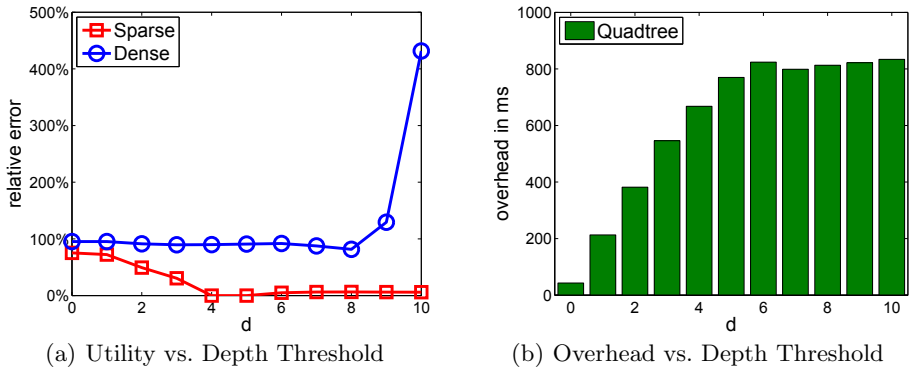 500%
400%
300%
200%
100%
0%
relative error
Sparse
Dense
0 2 4 6 8 10
d
(a) Utility vs. Depth Threshold
1000
800
600
400
200
0
overhead in ms
Quadtree
0 2 4 6 8 10
d
(b) Overhead vs. Depth Threshold